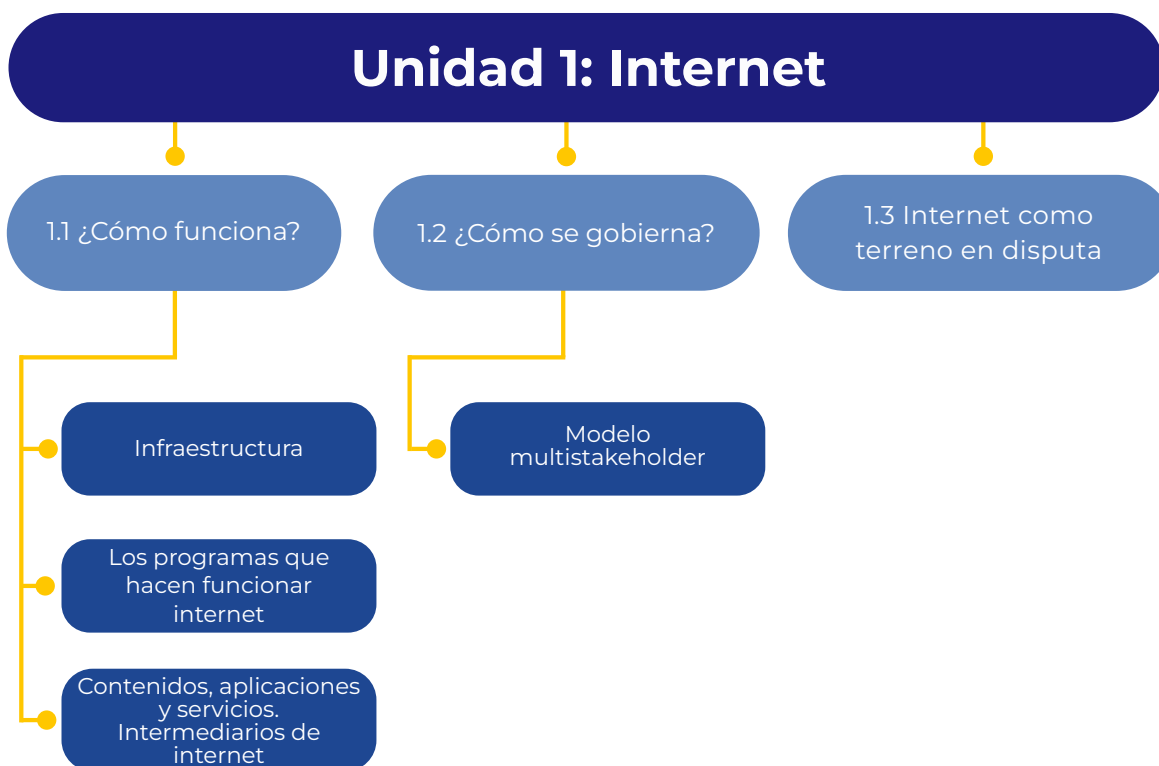 Unidad 1: Internet
1.1 ¿Cómo funciona?
1.2 ¿Cómo se gobierna?
1.3 Internet como
terreno en disputa
Infraestructura
Los programas que
hacen funcionar
internet
Contenidos, aplicaciones
y servicios.
Intermediarios de
internet
Modelo
multistakeholder